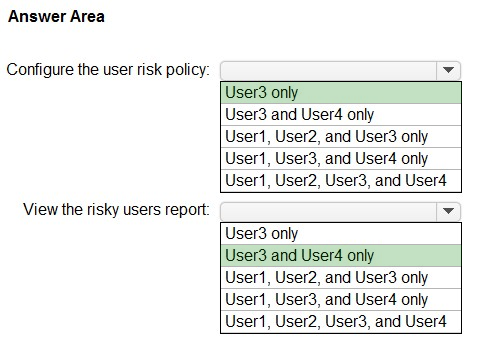 Answer Area
Configure the user risk policy:
User3 only
User3 and User4 only
User1, User2, and User3 only
User1, User3, and User4 only
User1, User2, User3, and User4
View the risky users report:
User3 only
User3 and User4 only
User1, User2, and User3 only
User1, User3, and User4 only
User1, User2, User3, and User4